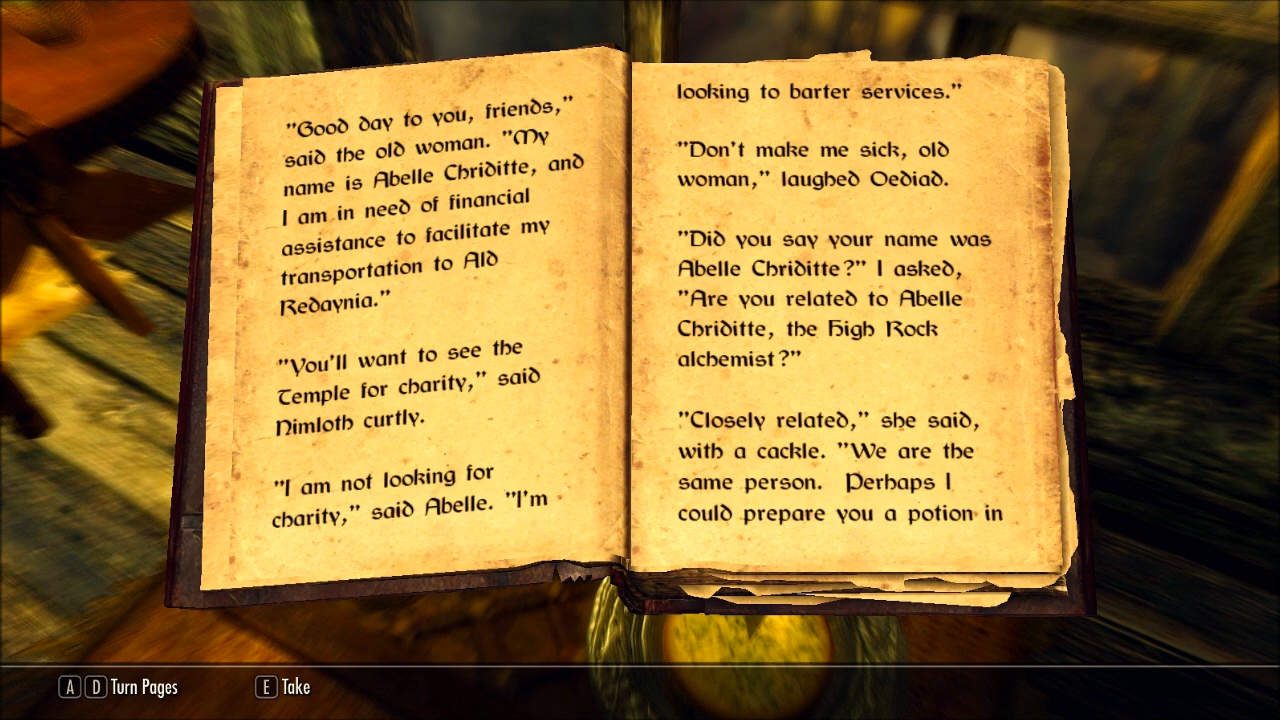 "Good day to you, friends,"
said the old woman. "My
name is Abelle Chriditte, and
I am in need of financial
assistance to facilitate my
transportation to Ald
Redaynia."
"You'll want to see the
Temple for charity," said
Nimloth curtly.
"I am not looking for
charity," said Abelle. "I'm
looking to barter services."
"Don't make me sick, old
woman," laughed Oediad.
"Did you say your name was
Abelle Chriditte?" I asked,
"Are you related to Abelle
Chriditte, the High Rock
alchemist?"
"Closely related," she said,
with a cackle. "We are the
same person. Perhaps I
could prepare you a potion in
A D Turn Pages
E Take